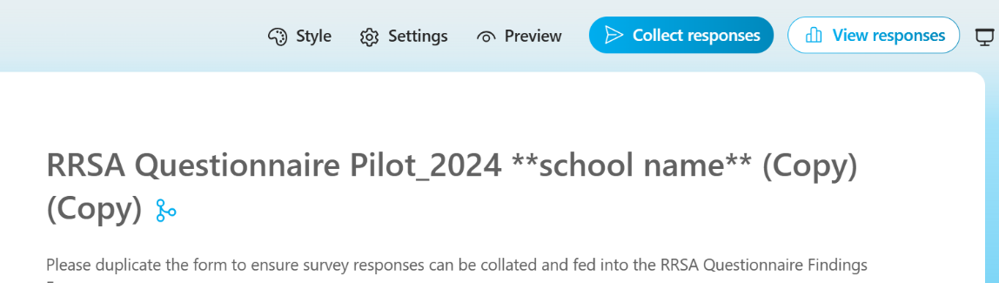 Style Settings Preview Collect responses View responses
RRSA Questionnaire Pilot_2024 **school name** (Copy)
(Copy)
Please duplicate the form to ensure survey responses can be collated and fed into the RRSA Questionnaire Findings